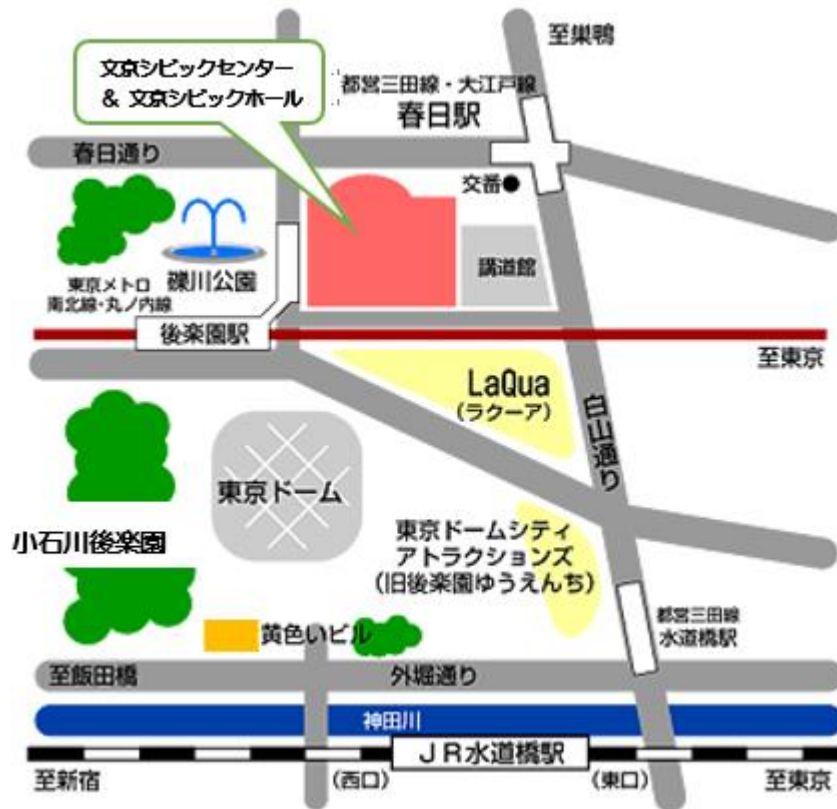 至巣鴨
文京シビックセンター
& 文京シビックホール
都営三田線・大江戸線
春日駅
春日通り
交番●
講道館
東京メトロ
南北線・丸ノ内線
礫川公園
後楽園駅
至東京
LaQua
(ラクーア)
白山通り
東京ドーム
小石川後楽園
東京ドームシティ
アトラクションズ
(旧後楽園ゆうえんち)
都営三田線
水道橋駅
黄色いビル
至飯田橋
外堀通り
神田川
JR水道橋駅
至新宿
(西口)
(東口)
至東京